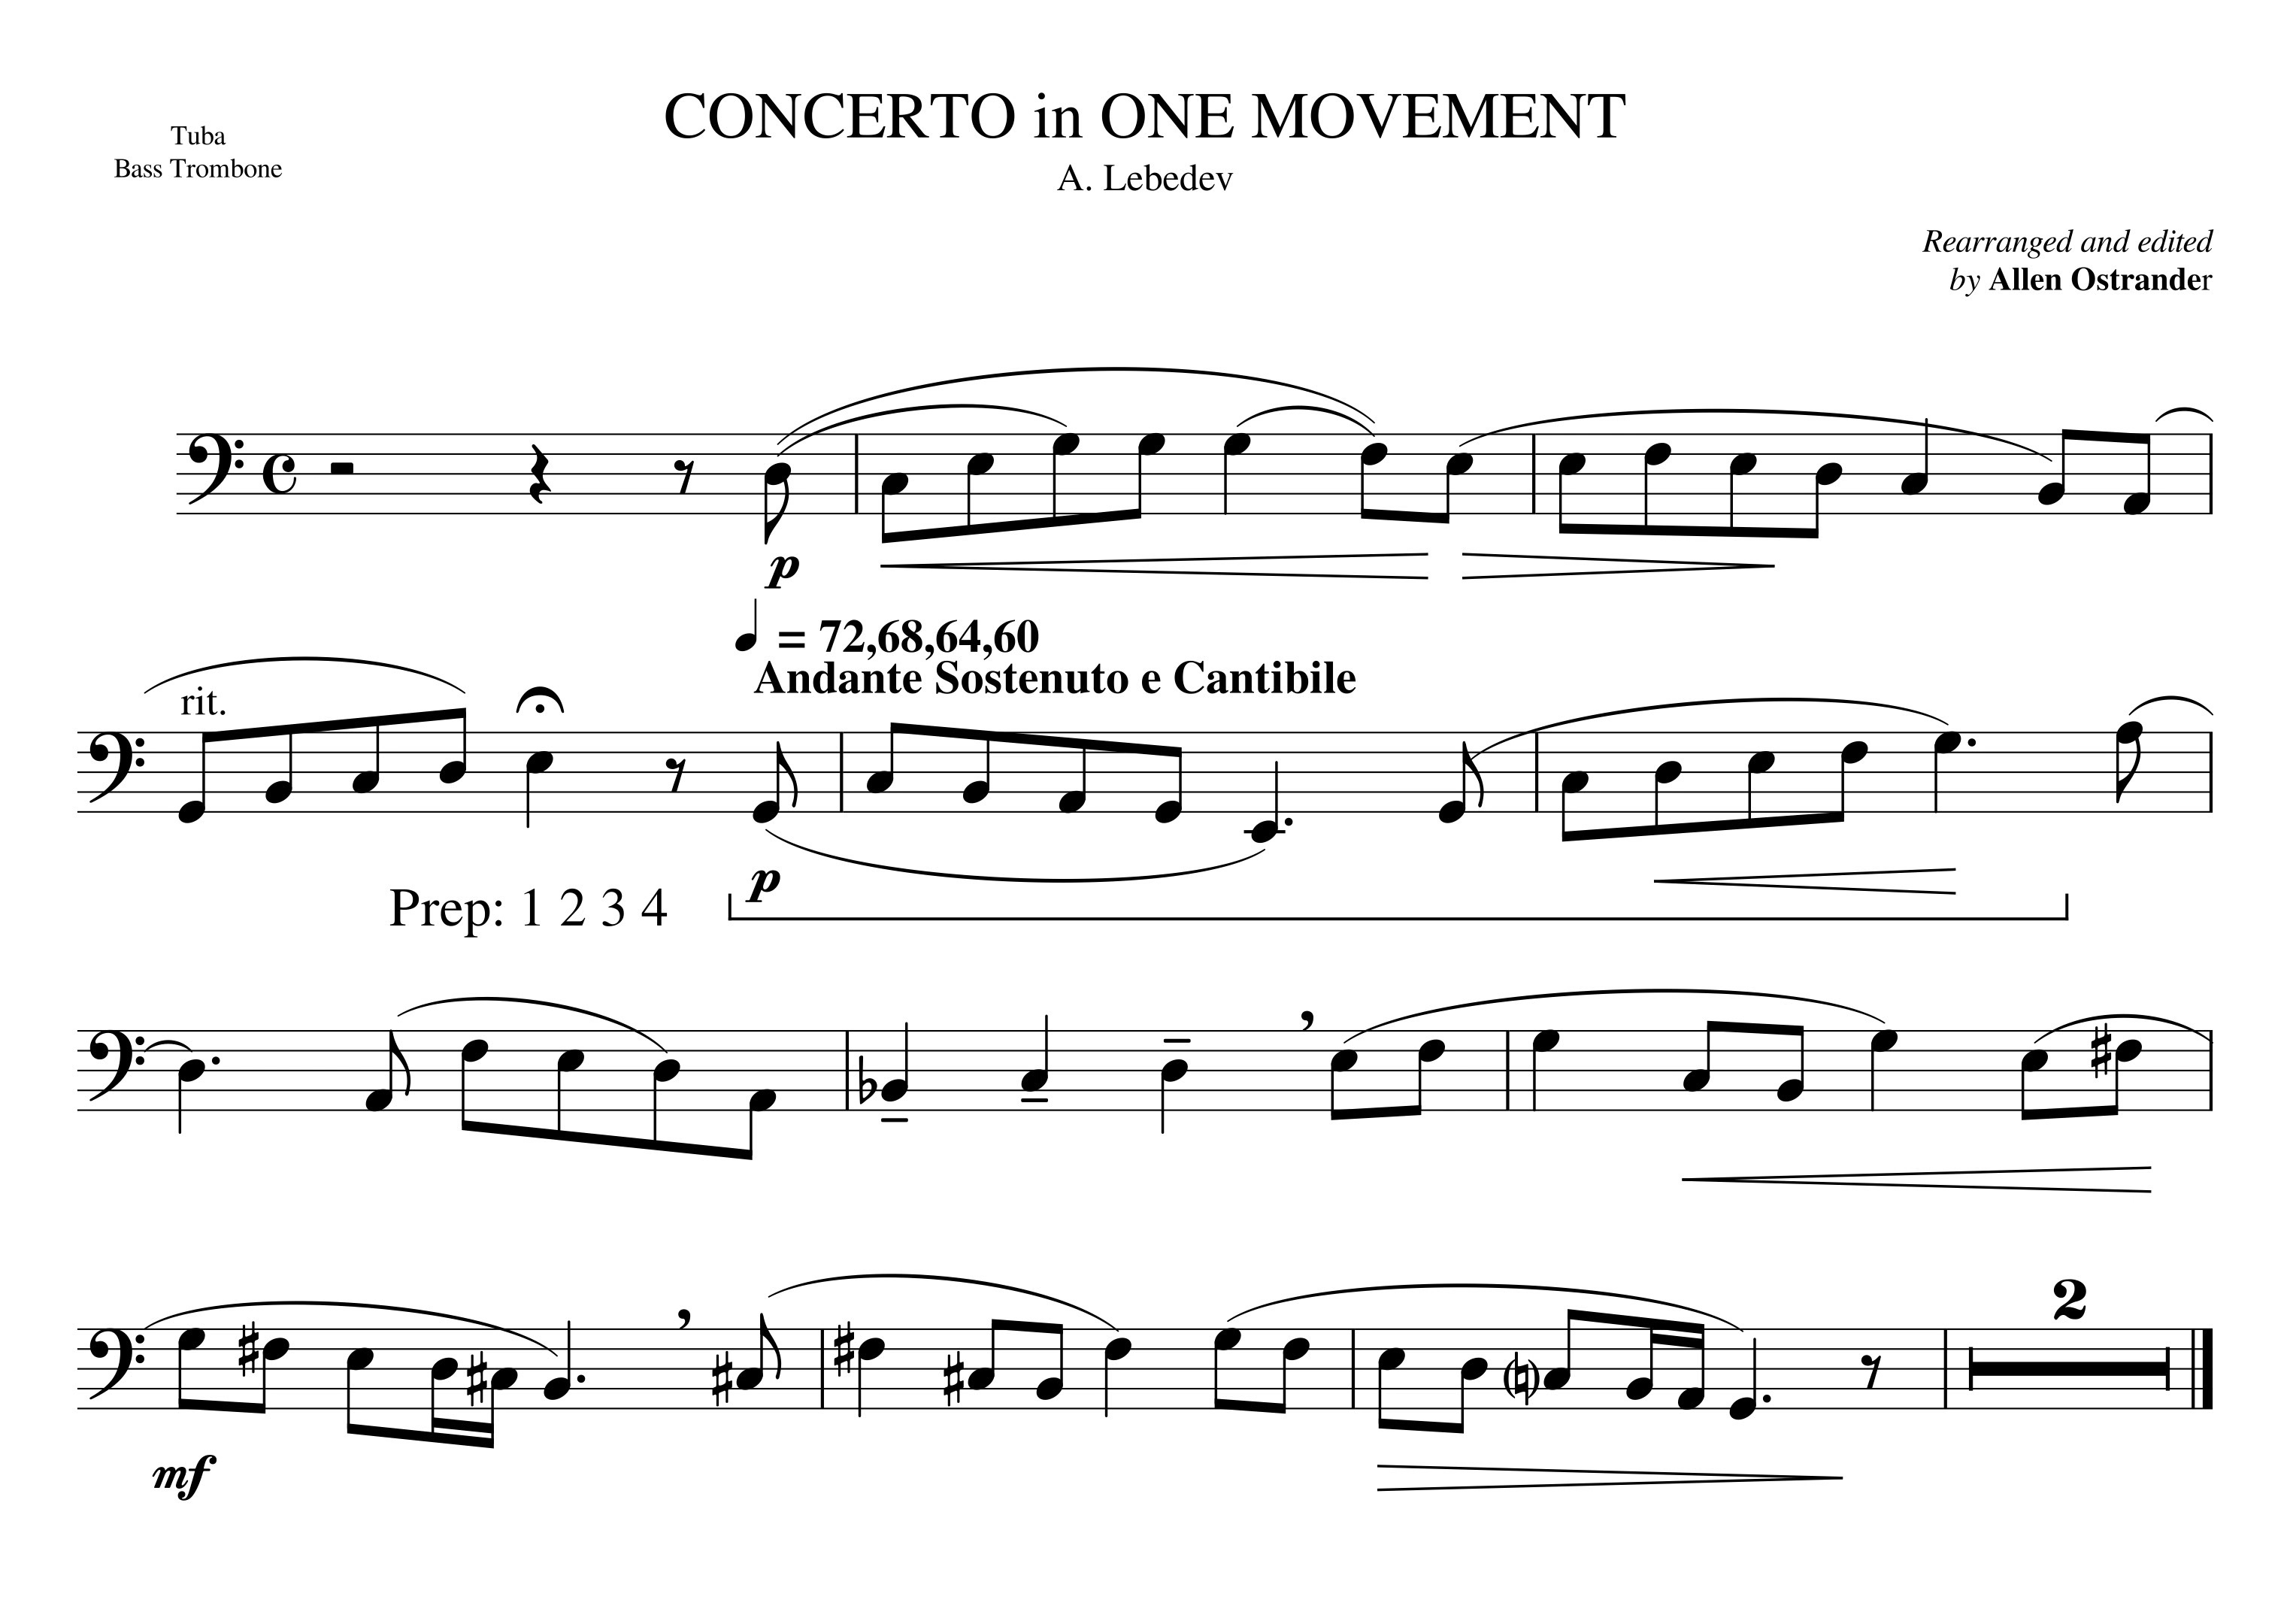 CONCERTO in ONE MOVEMENT
Tuba
Bass Trombone
A. Lebedev
Rearranged and edited
by Allen Ostrander
p
= 72,68,64,60
Andante Sostenuto e Cantibile
rit.
p
Prep: 1 2 3 4
2
mf